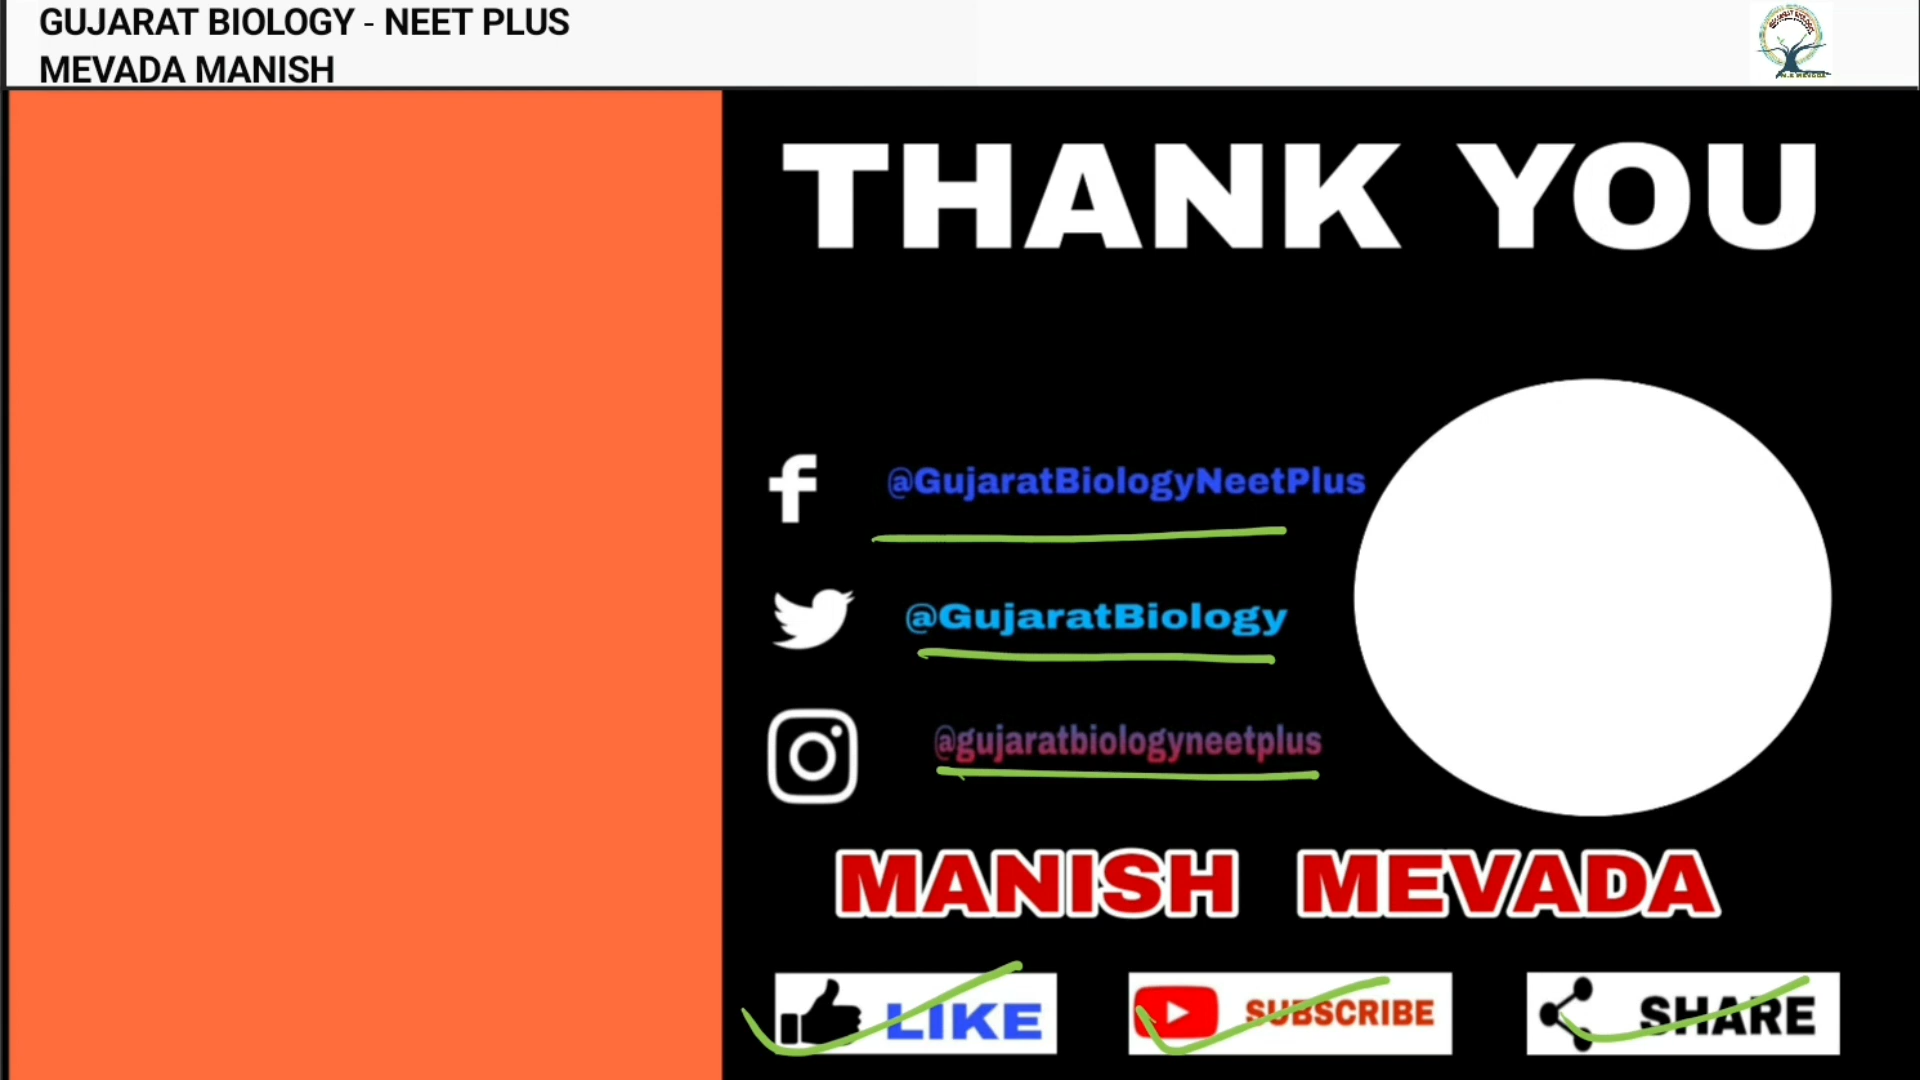 GUJARAT BIOLOGY - NEET PLUS
MEVADA MANISH
THANK YOU
@GujaratBiologyNeetPlus
@GujaratBiology
@gujaratbiologyneetplus
MANISH MEVADA
LIKE
SUBSCRIBE
SHARE